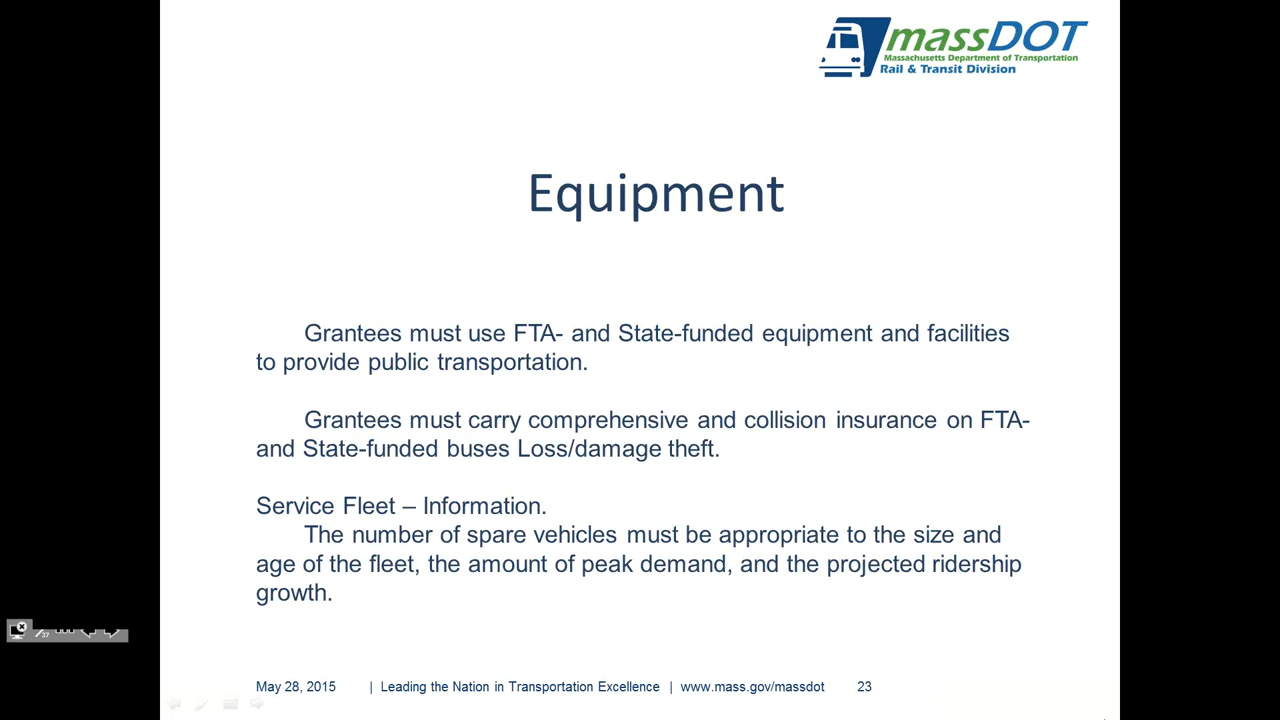 massDOT
Massachusetts Department of Transportation
Rail & Transit Division
Equipment
Grantees must use FTA- and State-funded equipment and facilities
to provide public transportation.
Grantees must carry comprehensive and collision insurance on FTA-
and State-funded buses Loss/damage theft.
Service Fleet – Information.
The number of spare vehicles must be appropriate to the size and
age of the fleet, the amount of peak demand, and the projected ridership
growth.
37
May 28, 2015 | Leading the Nation in Transportation Excellence | www.mass.gov/massdot 23